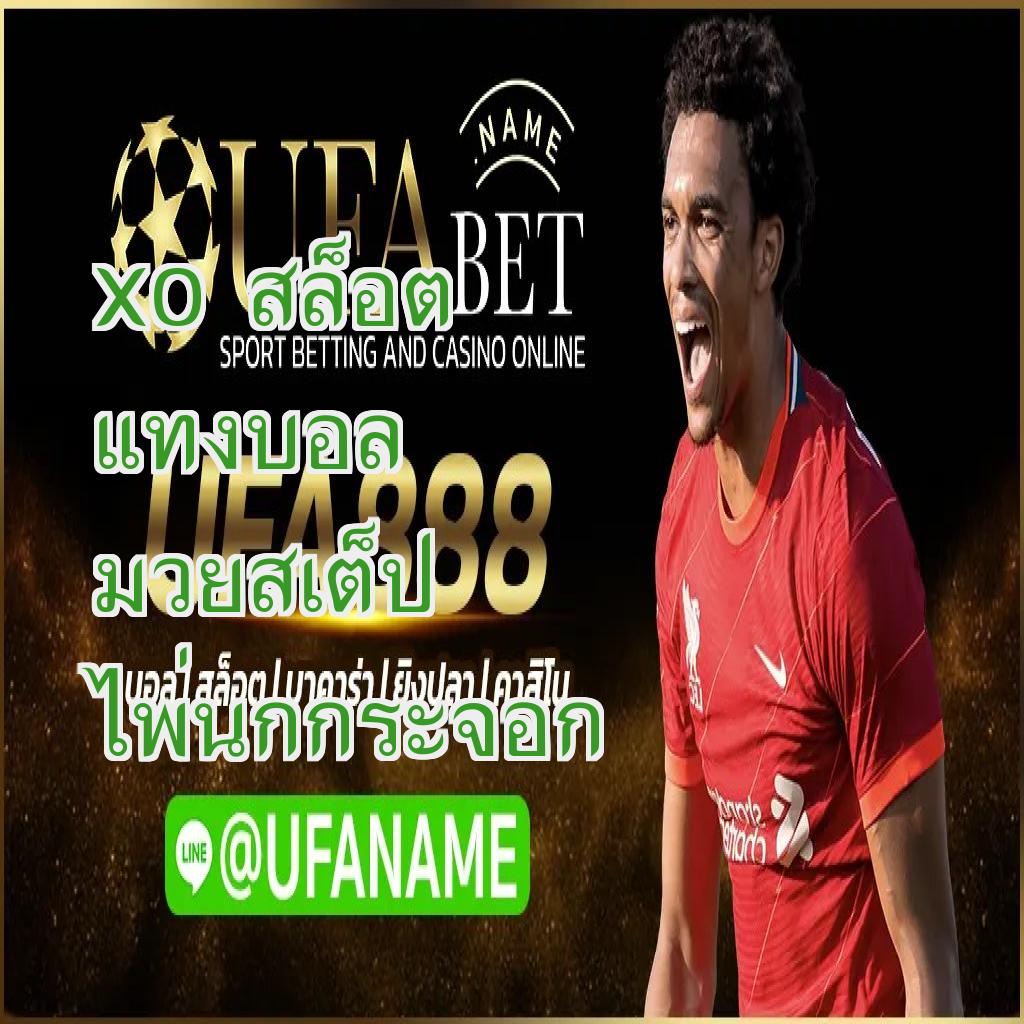 .NAME
UFA BET
SPORT BETTING AND CASINO ONLINE
xo สล็อต
แทงบอล
UFA888
มวยสเต็ป
บอล | สล็อต | บาคาร่า | ยิงปลา | คาสิโน
ไพ่นกกระจอก
LINE @UFANAME